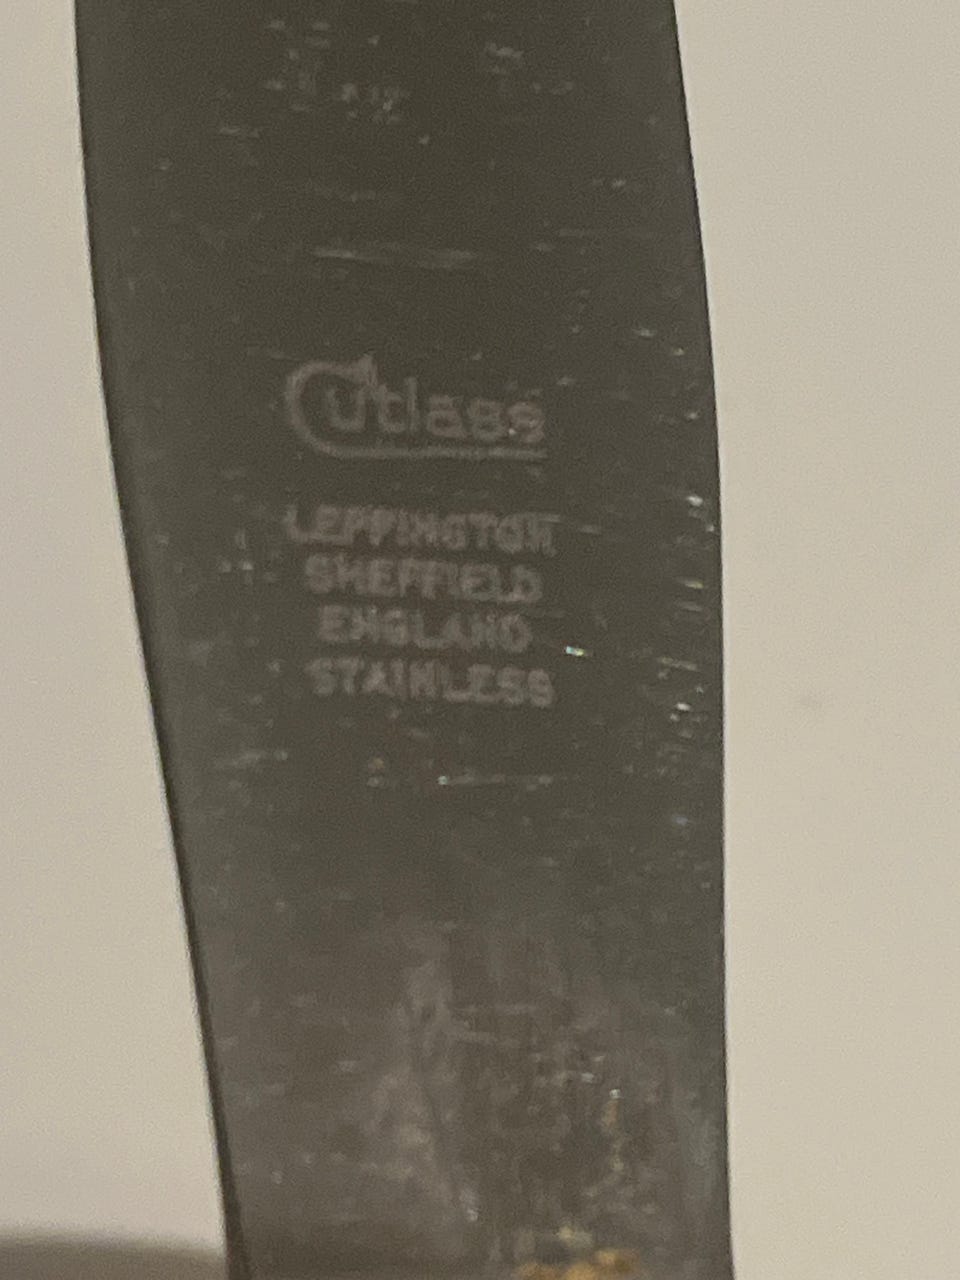 Cutlass
LEPPINGTON
SHEFFIELD
ENGLAND
STAINLESS